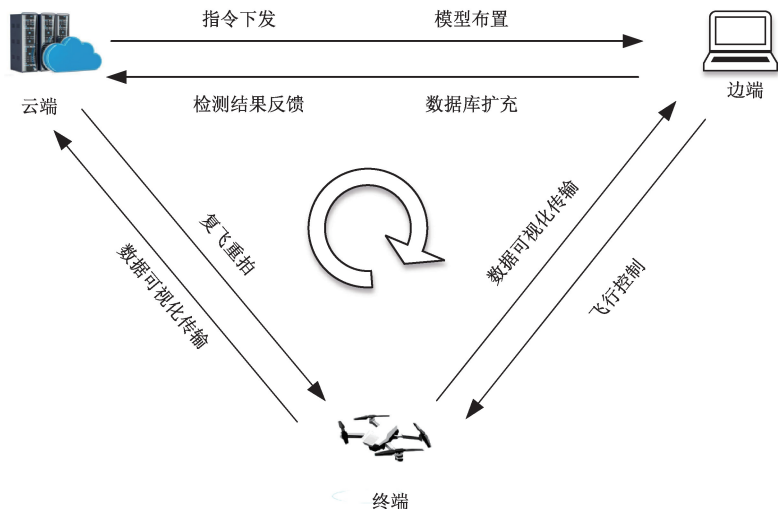 指令下发 模型布置
云端
检测结果反馈 数据库扩充
边端
复飞重拍
数据可视化传输
数据可视化传输
飞行控制
终端